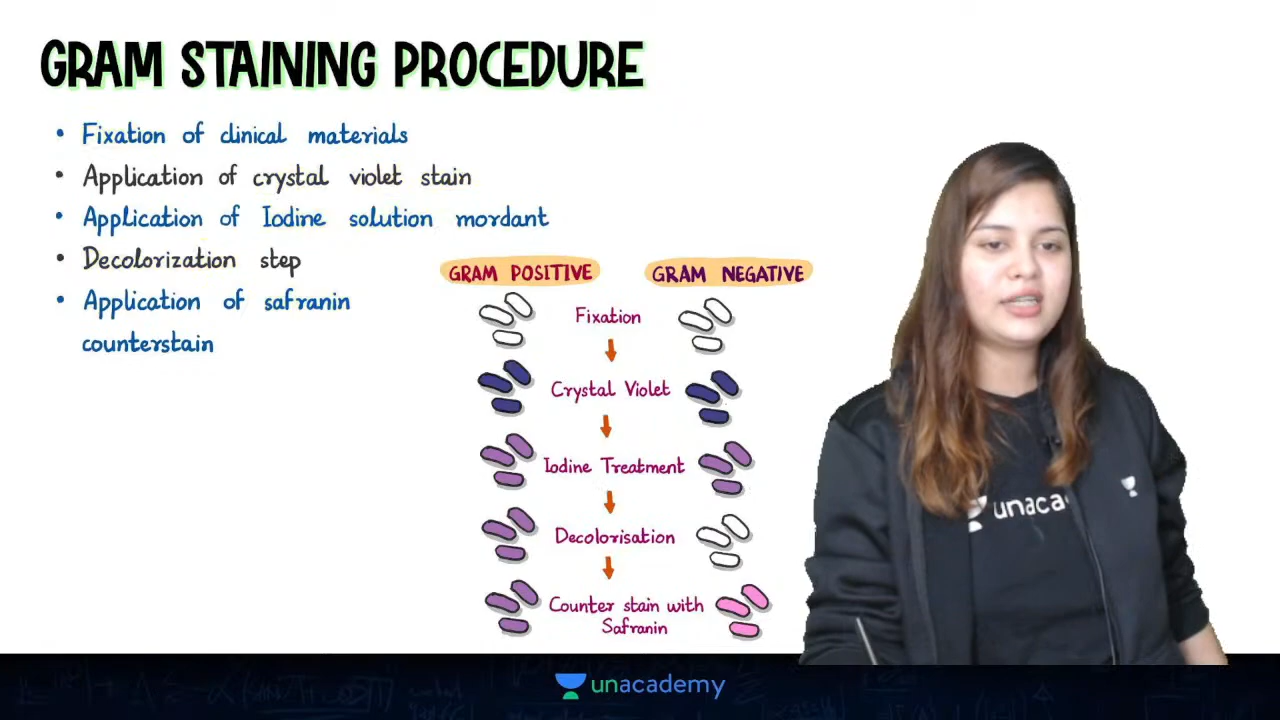 GRAM STAINING PROCEDURE
• Fixation of clinical materials
• Application of crystal violet stain
• Application of Iodine solution mordant
• Decolorization step
• Application of safranin
counterstain
GRAM POSITIVE
GRAM NEGATIVE
Fixation
Crystal Violet
Iodine Treatment
Decolorisation
Counter stain with
Safranin
unaca
unacademy